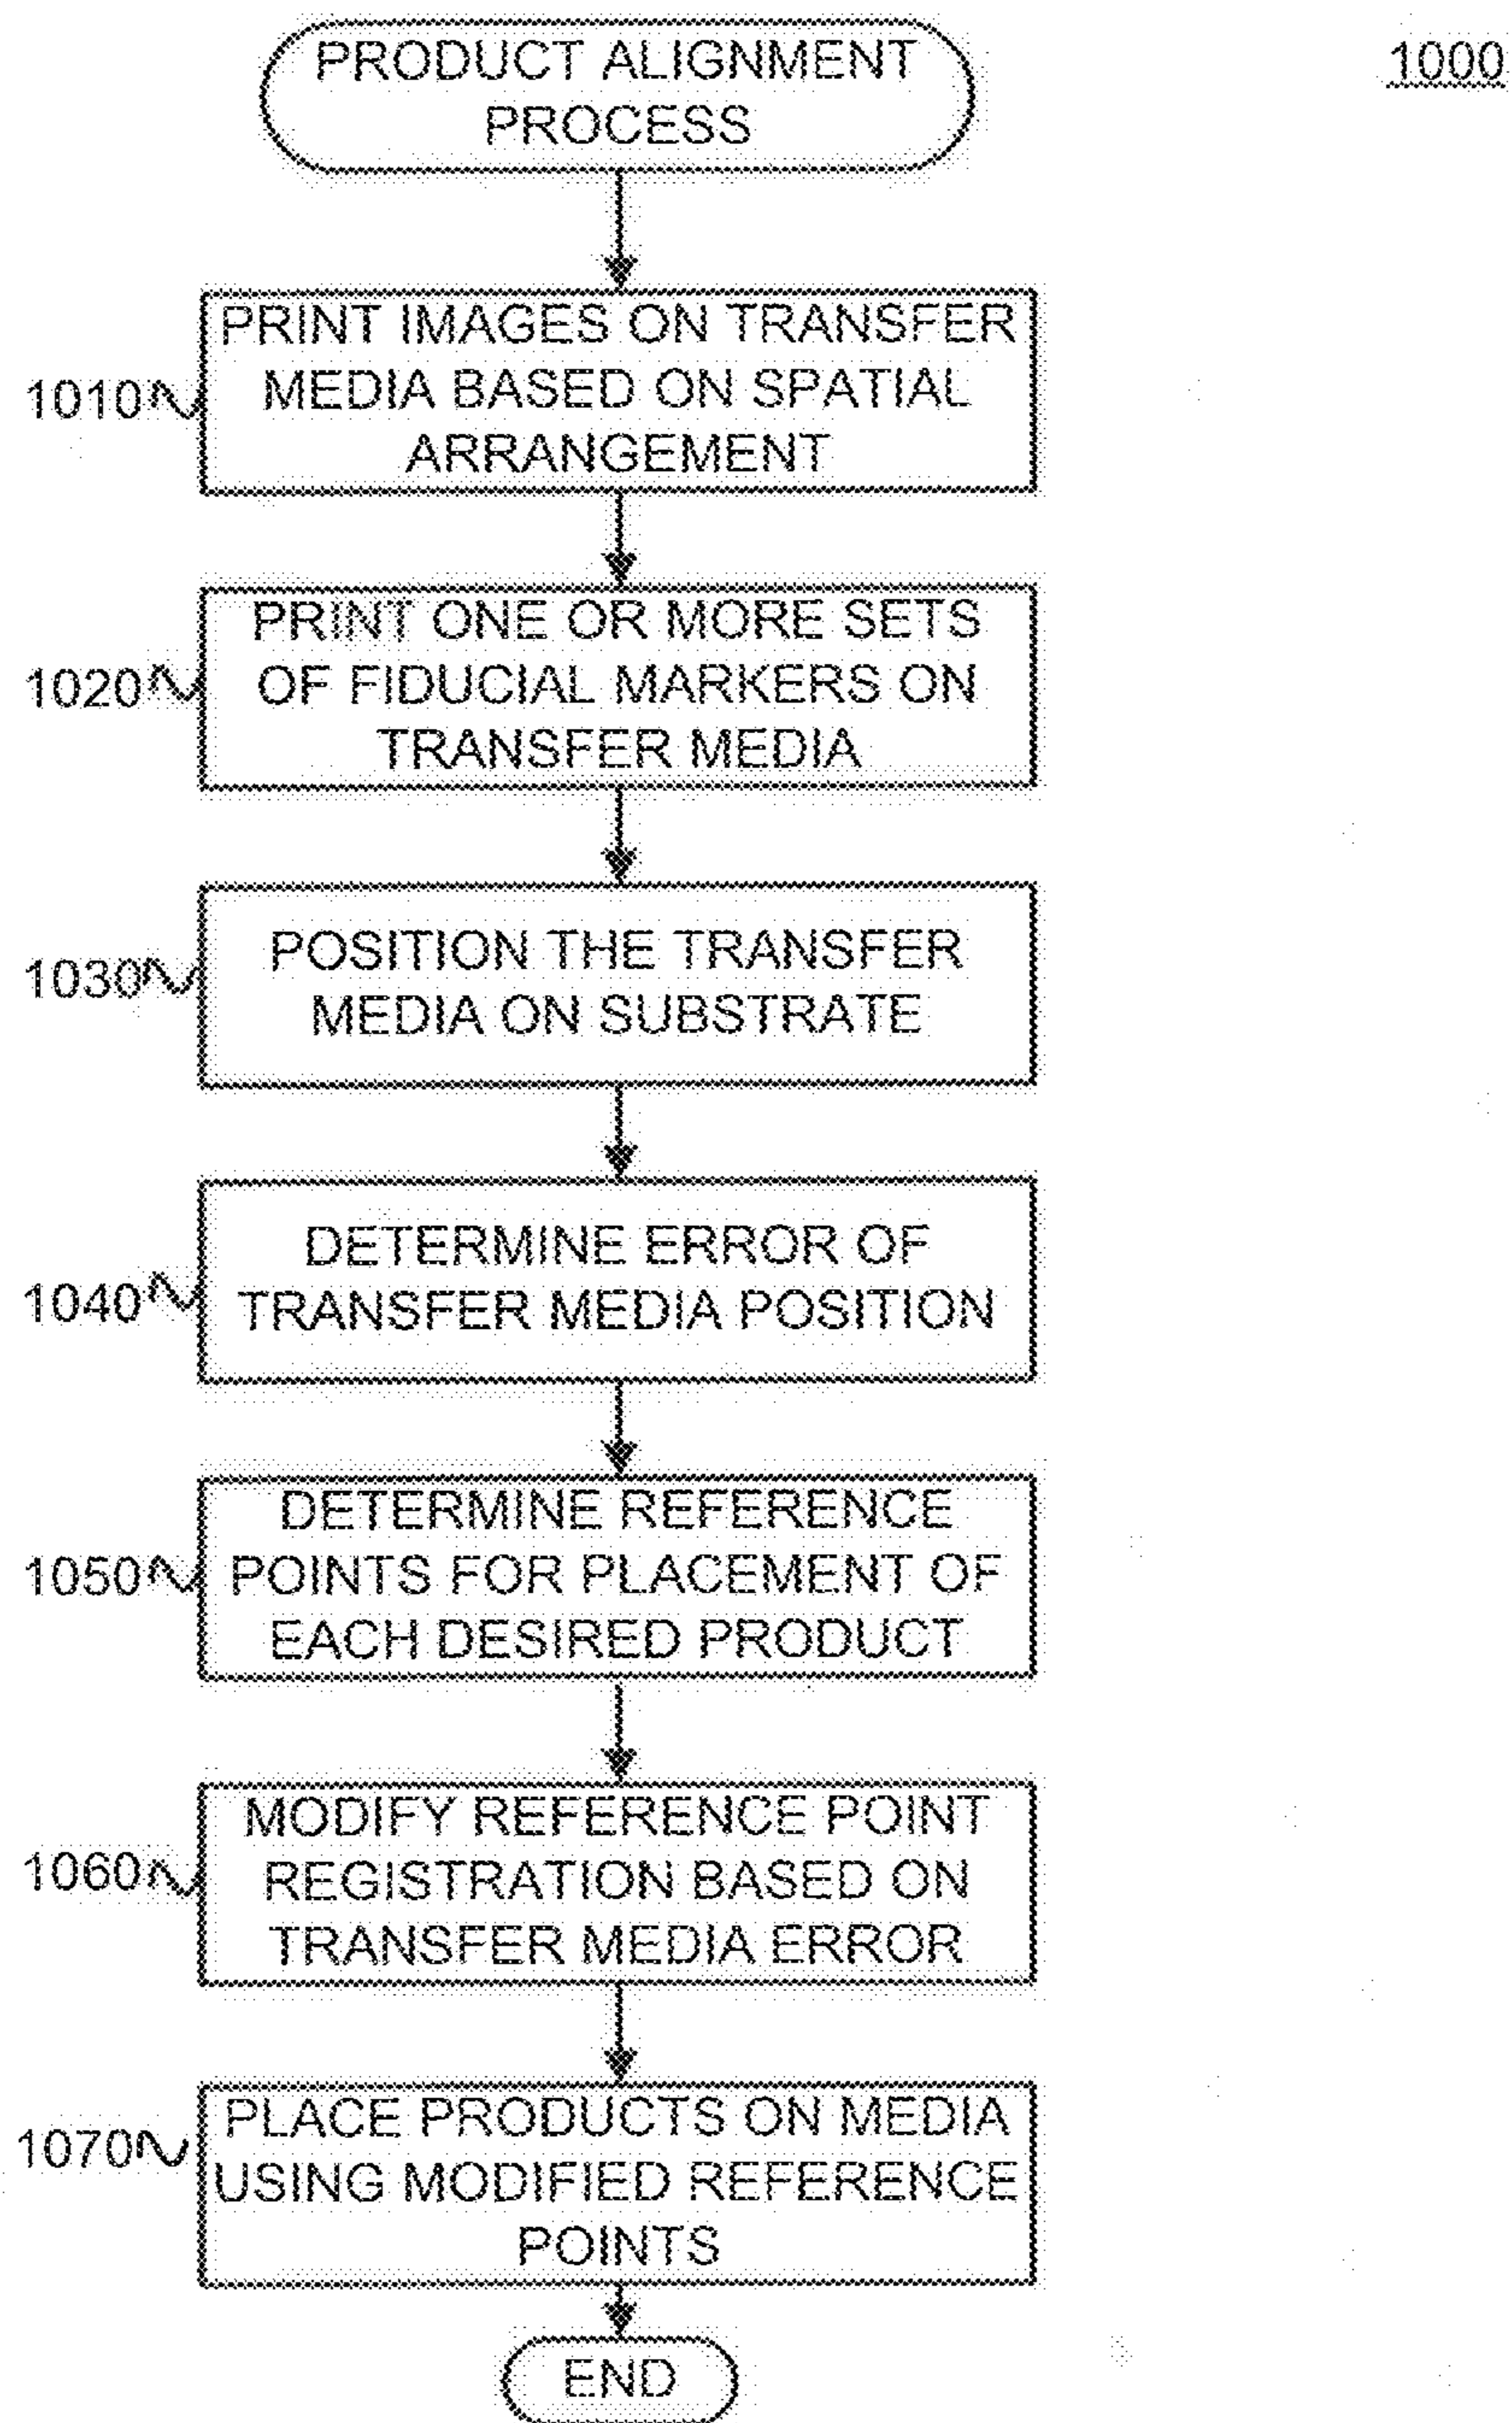 PRODUCT ALIGNMENT
PROCESS
1000
PRINT IMAGES ON TRANSFER
MEDIA BASED ON SPATIAL
ARRANGEMENT
1010
PRINT ONE OR MORE SETS
OF FIDUCIAL MARKERS ON
TRANSFER MEDIA
1020
POSITION THE TRANSFER
MEDIA ON SUBSTRATE
1030
DETERMINE ERROR OF
TRANSFER MEDIA POSITION
1040
DETERMINE REFERENCE
POINTS FOR PLACEMENT OF
EACH DESIRED PRODUCT
1050
MODIFY REFERENCE POINT
REGISTRATION BASED ON
TRANSFER MEDIA ERROR
1060
PLACE PRODUCTS ON MEDIA
USING MODIFIED REFERENCE
POINTS
1070
END